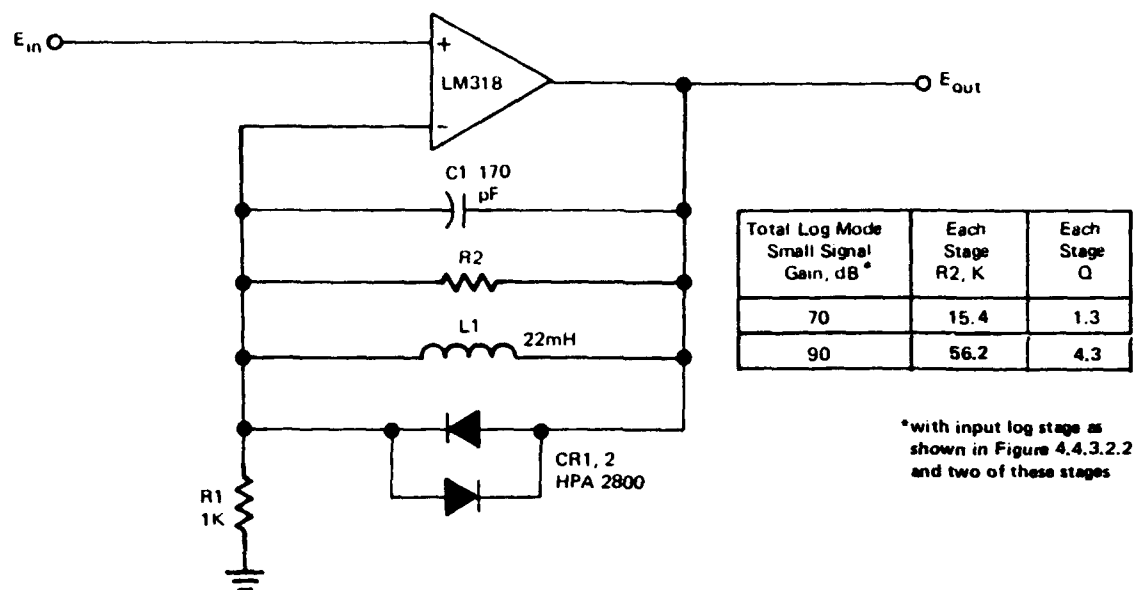 E in
+
LM318
-
E out
C1 170
pF
R2
L1
22mH
CR1, 2
HPA 2800
R1
1K
Total Log Mode
Small Signal
Gain, dB*
Each
Stage
R2, K
Each
Stage
Q
70
15.4
1.3
90
56.2
4.3
*with input log stage as
shown in Figure 4.4.3.2.2
and two of these stages